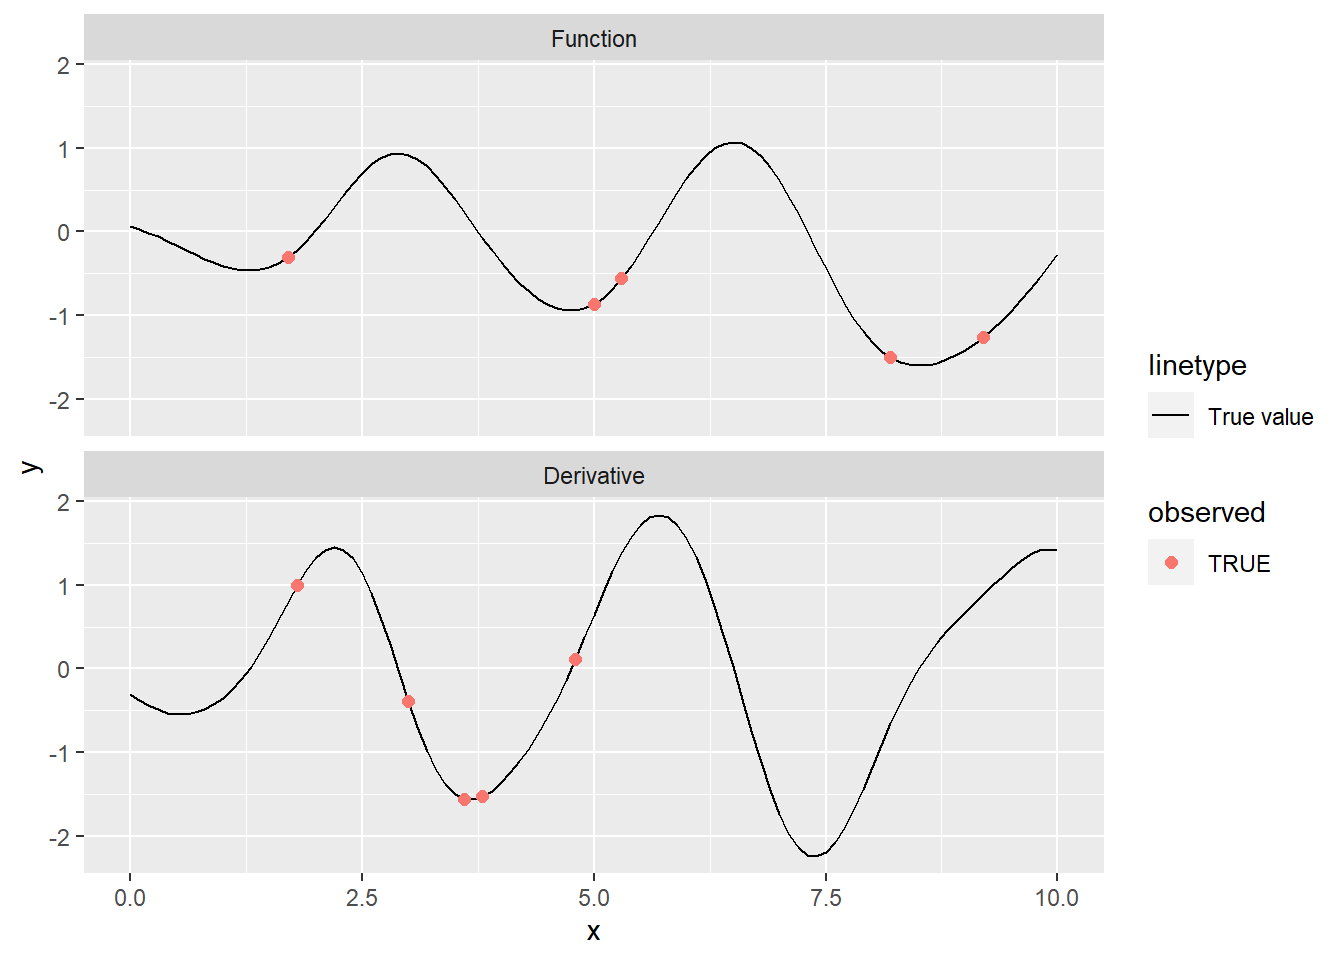 Function
2
1
0
-1
-2
y
Derivative
2
1
0
-1
-2
0.0 2.5 5.0 7.5 10.0
x
linetype
True value
observed
TRUE